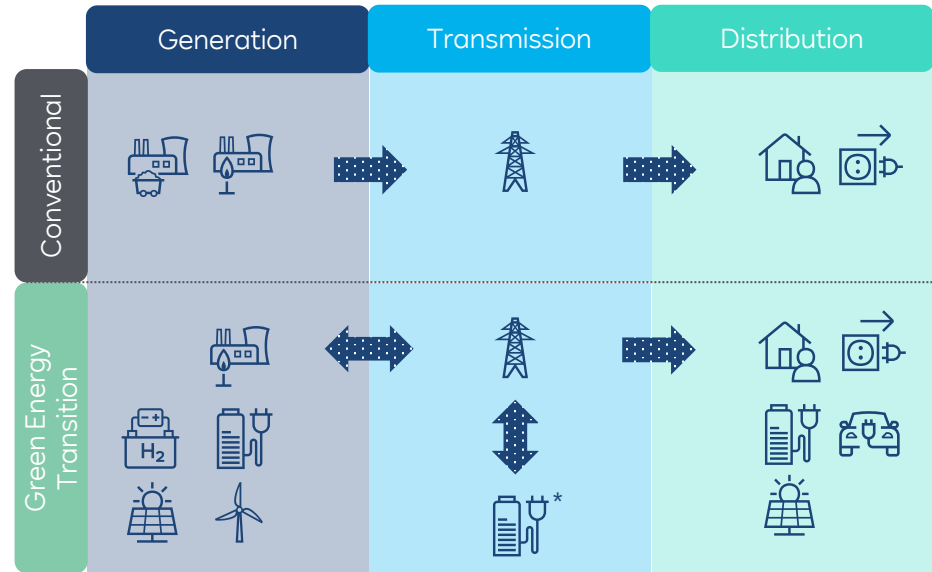 Generation
Transmission
Distribution
Conventional
Green Energy
Transition
H₂
*